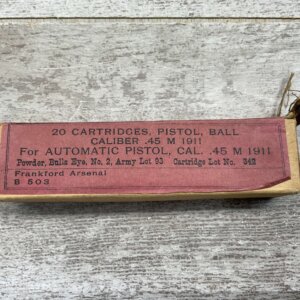 20 CARTRIDGES, PISTOL, BALL
CALIBER .45 M 1911
For AUTOMATIC PISTOL, CAL. .45 M 1911
Powder, Bulls Eye, No. 2, Army Lot 93 Cartridge Lot No. 342
Frankford Arsenal
B 503